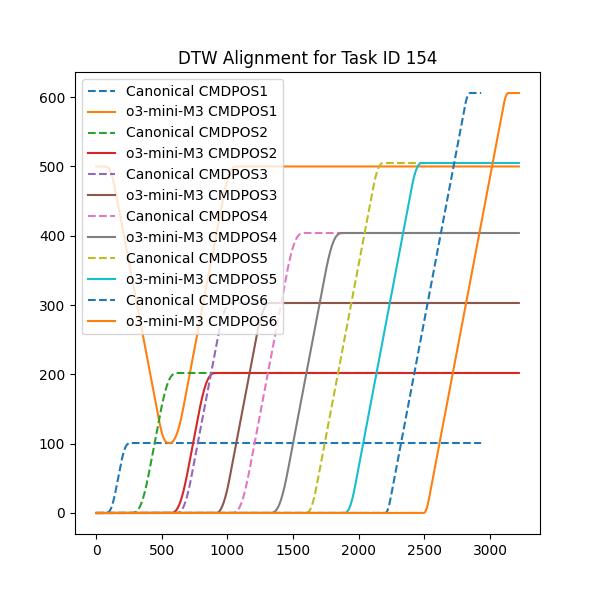 DTW Alignment for Task ID 154
Canonical CMDPOS1
o3-mini-M3 CMDPOS1
Canonical CMDPOS2
o3-mini-M3 CMDPOS2
Canonical CMDPOS3
o3-mini-M3 CMDPOS3
Canonical CMDPOS4
o3-mini-M3 CMDPOS4
Canonical CMDPOS5
o3-mini-M3 CMDPOS5
Canonical CMDPOS6
o3-mini-M3 CMDPOS6
600
500
400
300
200
100
0
0 500 1000 1500 2000 2500 3000